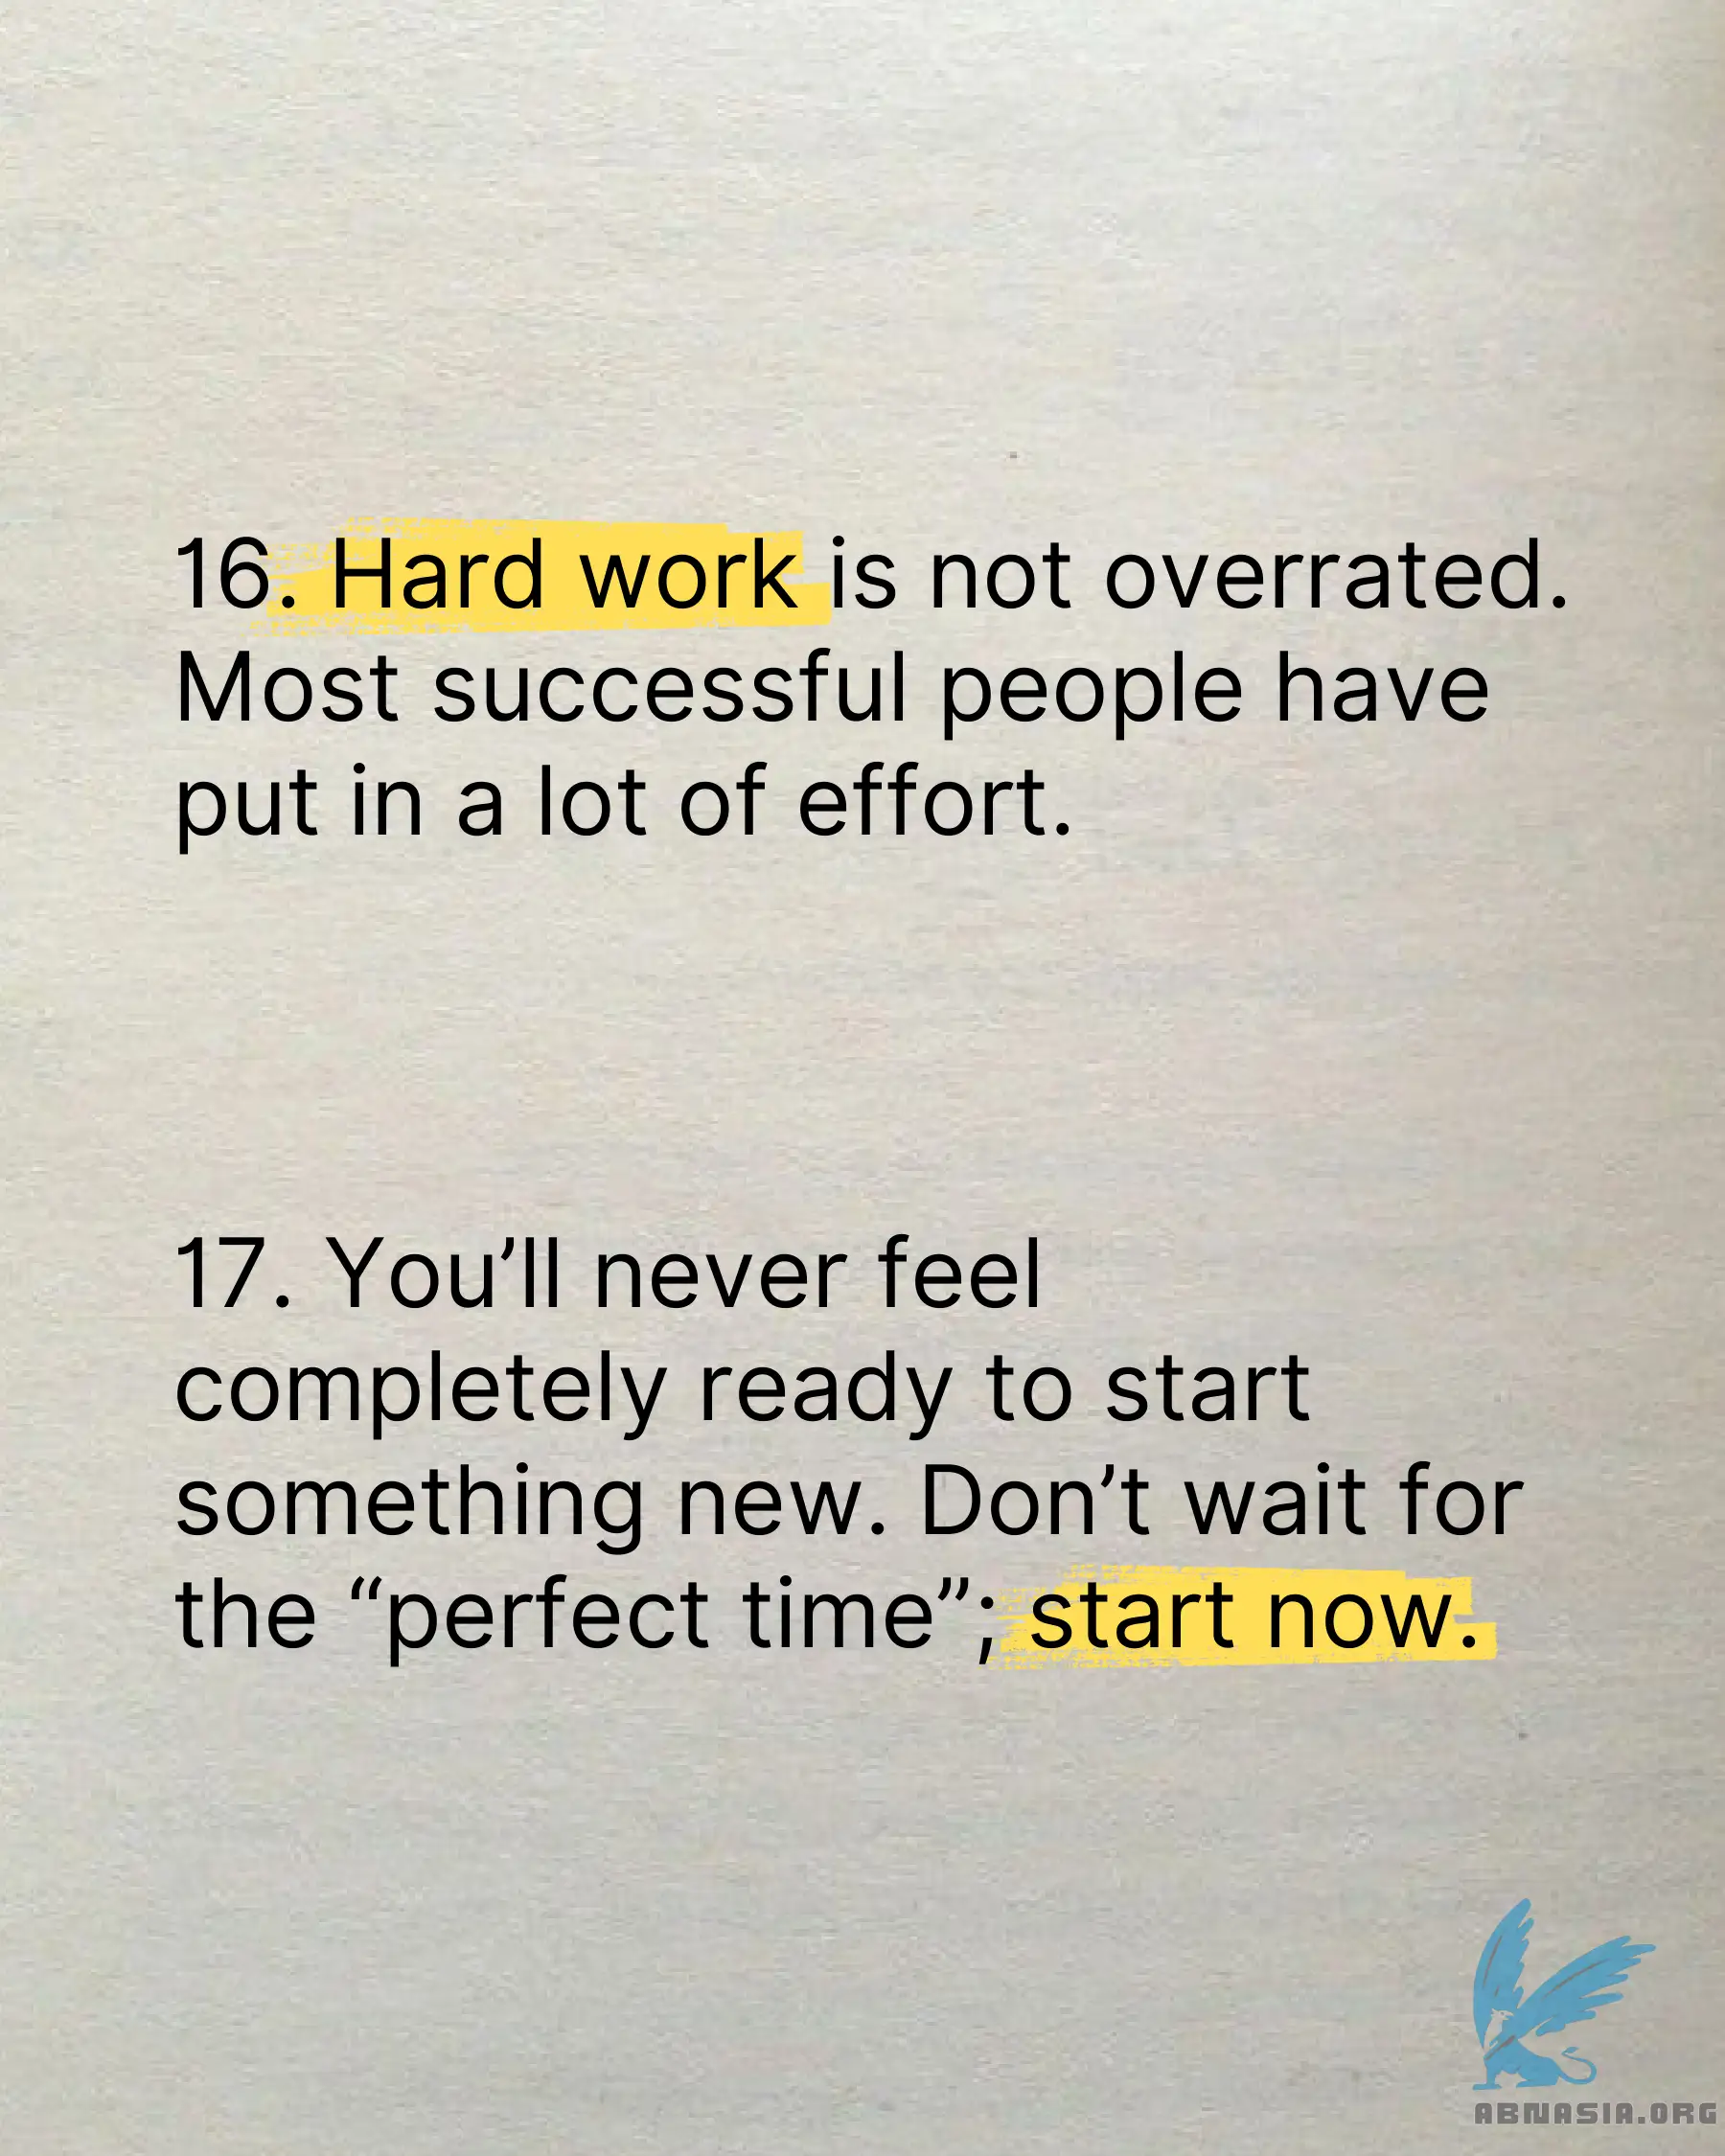 16. Hard work is not overrated.
Most successful people have
put in a lot of effort.
17. You’ll never feel
completely ready to start
something new. Don’t wait for
the “perfect time”; start now.
ABNASIA.ORG